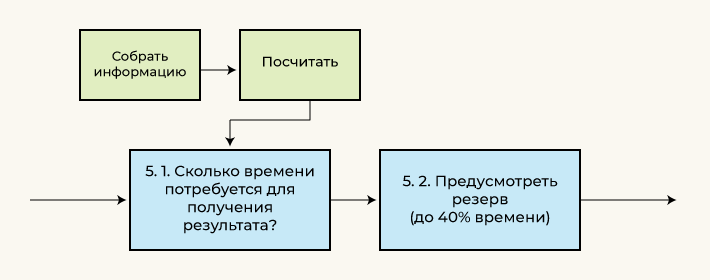 Собрать
информацию
Посчитать
5. 1. Сколько времени
потребуется для
получения
результата?
5. 2. Предусмотреть
резерв
(до 40% времени)